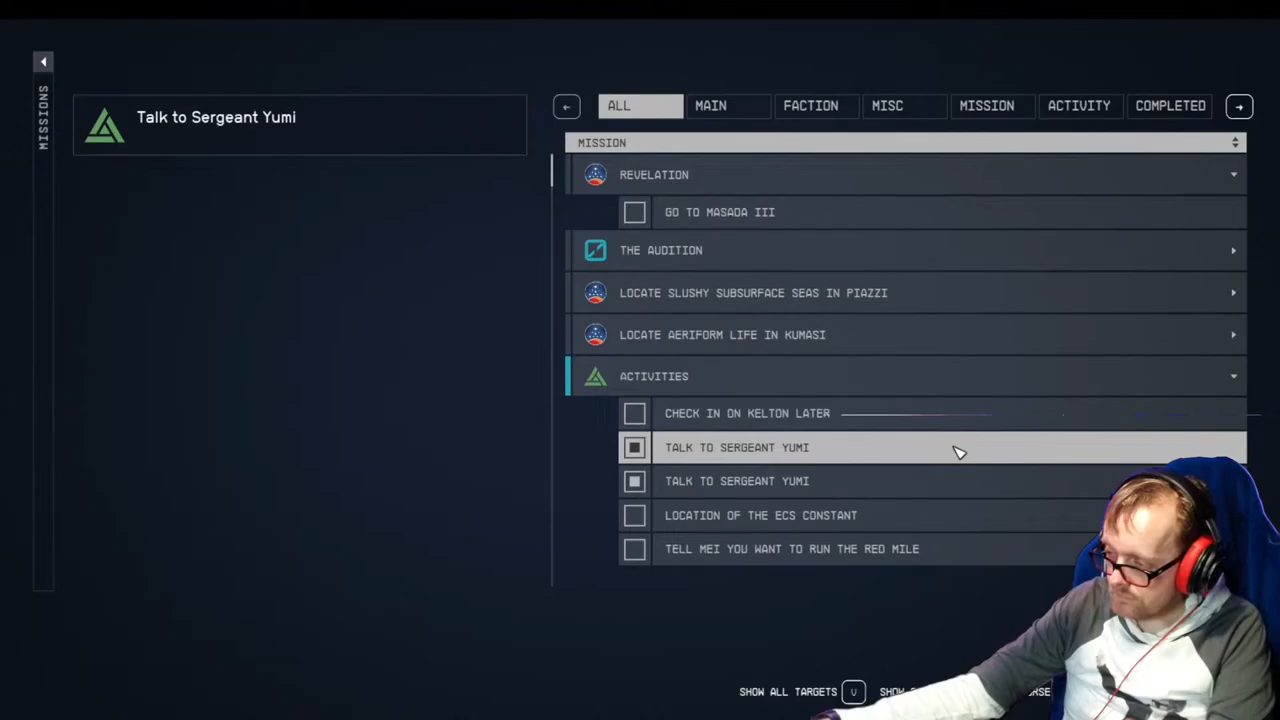 MISSIONS
Talk to Sergeant Yumi
ALL MAIN FACTION MISC MISSION ACTIVITY COMPLETED
MISSION
REVELATION
GO TO MASADA III
THE AUDITION
LOCATE SLUSHY SUBSURFACE SEAS IN PIAZZI
LOCATE AERIFORM LIFE IN KUMASI
ACTIVITIES
CHECK IN ON KELTON LATER
TALK TO SERGEANT YUMI
TALK TO SERGEANT YUMI
LOCATION OF THE ECS CONSTANT
TELL MEI YOU WANT TO RUN THE RED MILE
SHOW ALL TARGETS